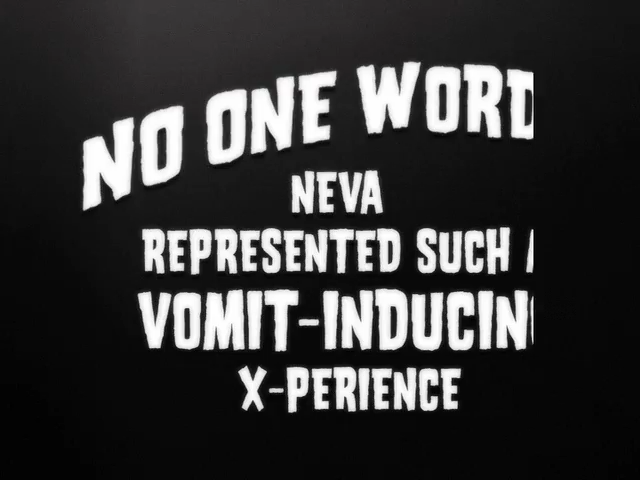 NO ONE WORD
NEVA
REPRESENTED SUCH
VOMIT-INDUCIN
X-PERIENCE